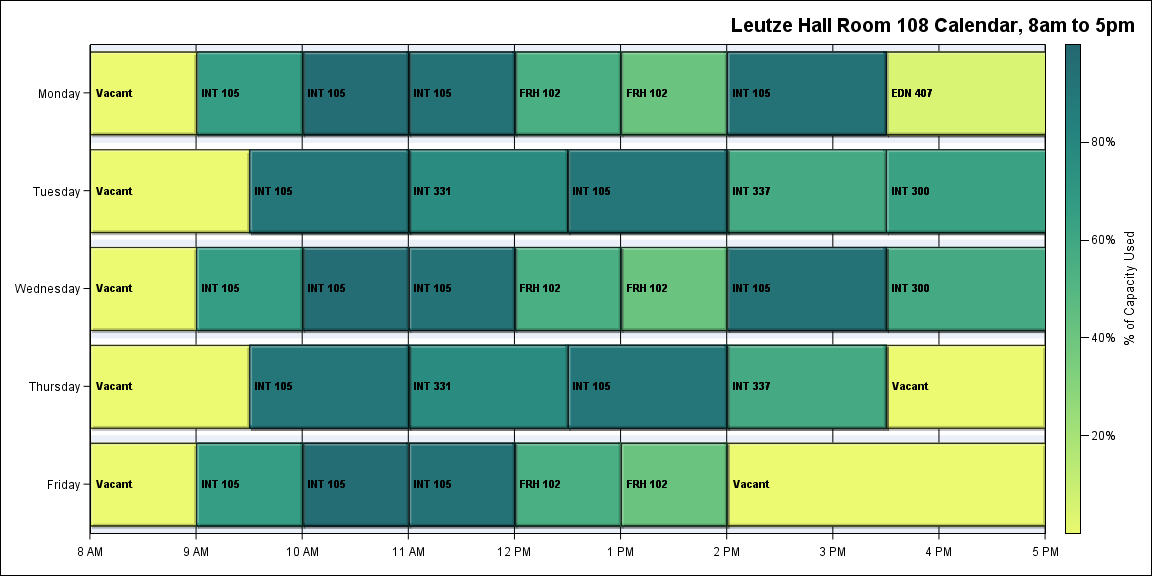 Leutze Hall Room 108 Calendar, 8am to 5pm
Monday
Vacant
INT 105
INT 105
INT 105
FRH 102
FRH 102
INT 105
EDN 407
Tuesday
Vacant
INT 105
INT 331
INT 105
INT 337
INT 300
Wednesday
Vacant
INT 105
INT 105
INT 105
FRH 102
FRH 102
INT 105
INT 300
Thursday
Vacant
INT 105
INT 331
INT 105
INT 337
Vacant
Friday
Vacant
INT 105
INT 105
INT 105
FRH 102
FRH 102
Vacant
8 AM
9 AM
10 AM
11 AM
12 PM
1 PM
2 PM
3 PM
4 PM
5 PM
80%
60%
40%
20%
% of Capacity Used